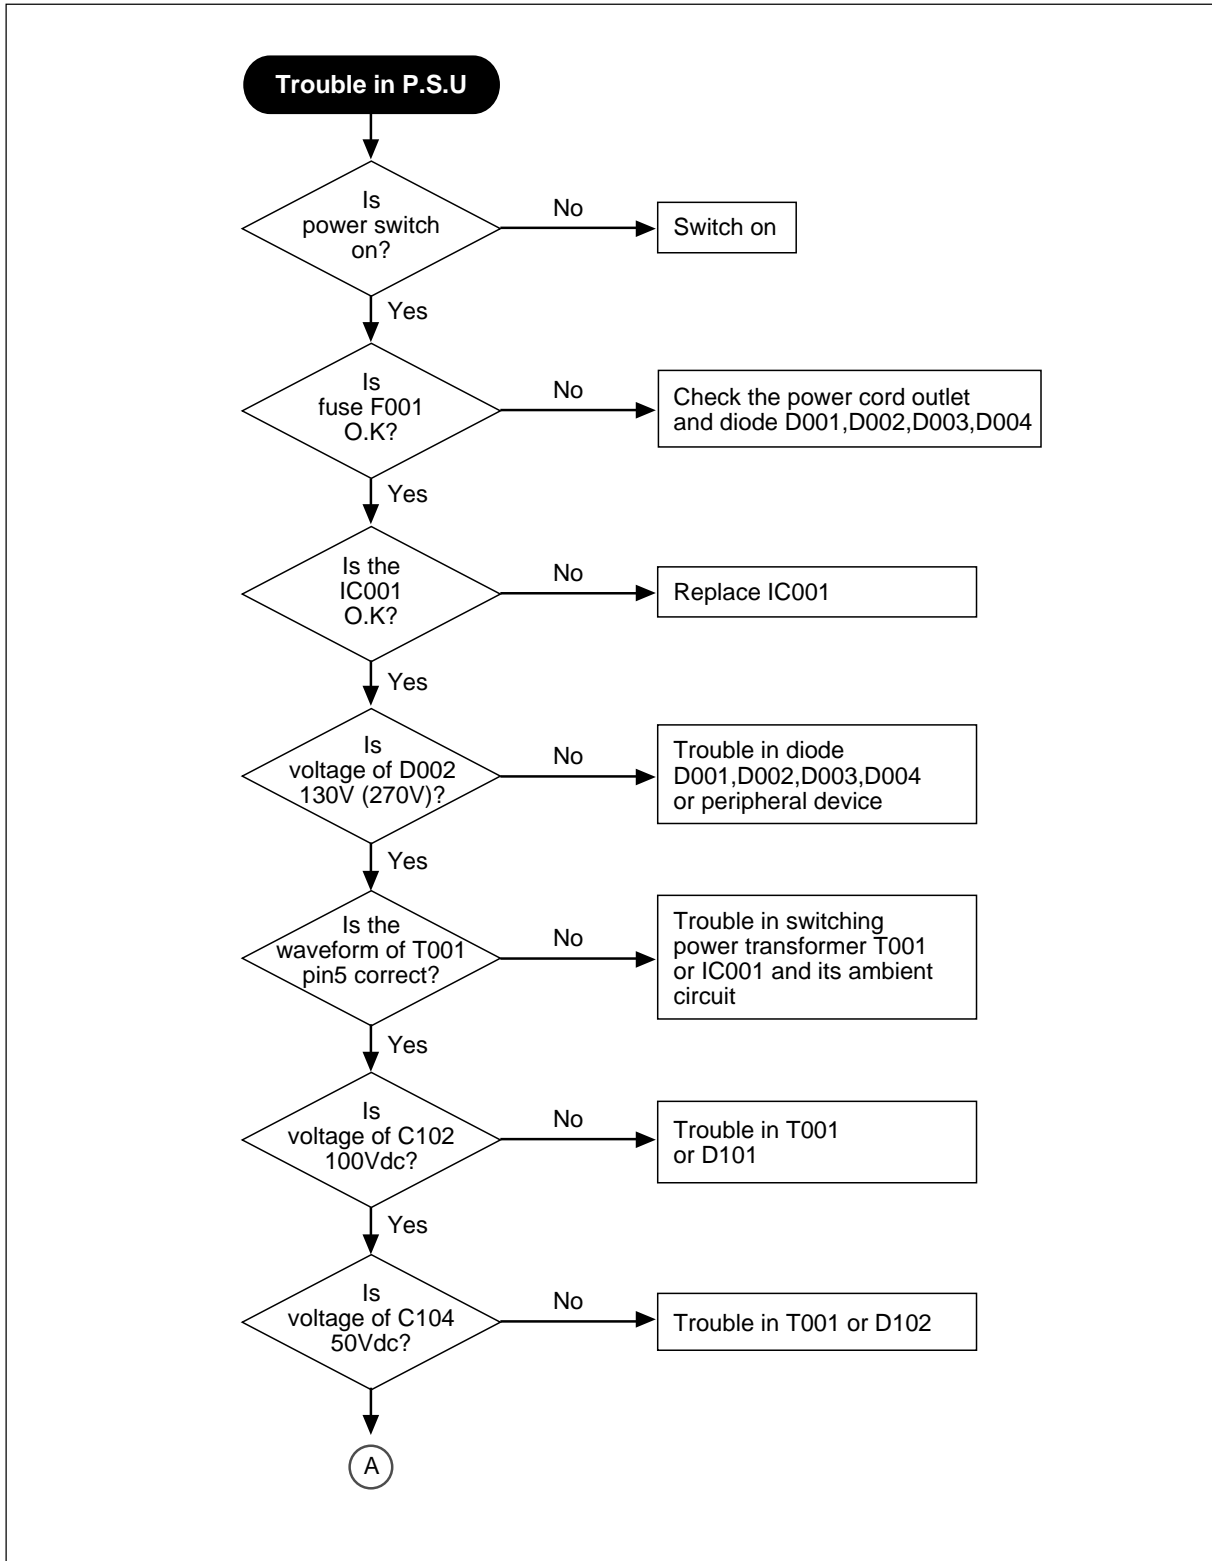 Trouble in P.S.U
Is
power switch
on?
No
Switch on
Yes
Is
fuse F001
O.K?
No
Check the power cord outlet
and diode D001,D002,D003,D004
Yes
Is the
IC001
O.K?
No
Replace IC001
Yes
Is
voltage of D002
130V (270V)?
No
Trouble in diode
D001,D002,D003,D004
or peripheral device
Yes
Is the
waveform of T001
pin5 correct?
No
Trouble in switching
power transformer T001
or IC001 and its ambient
circuit
Yes
Is
voltage of C102
100Vdc?
No
Trouble in T001
or D101
Yes
Is
voltage of C104
50Vdc?
No
Trouble in T001 or D102
A